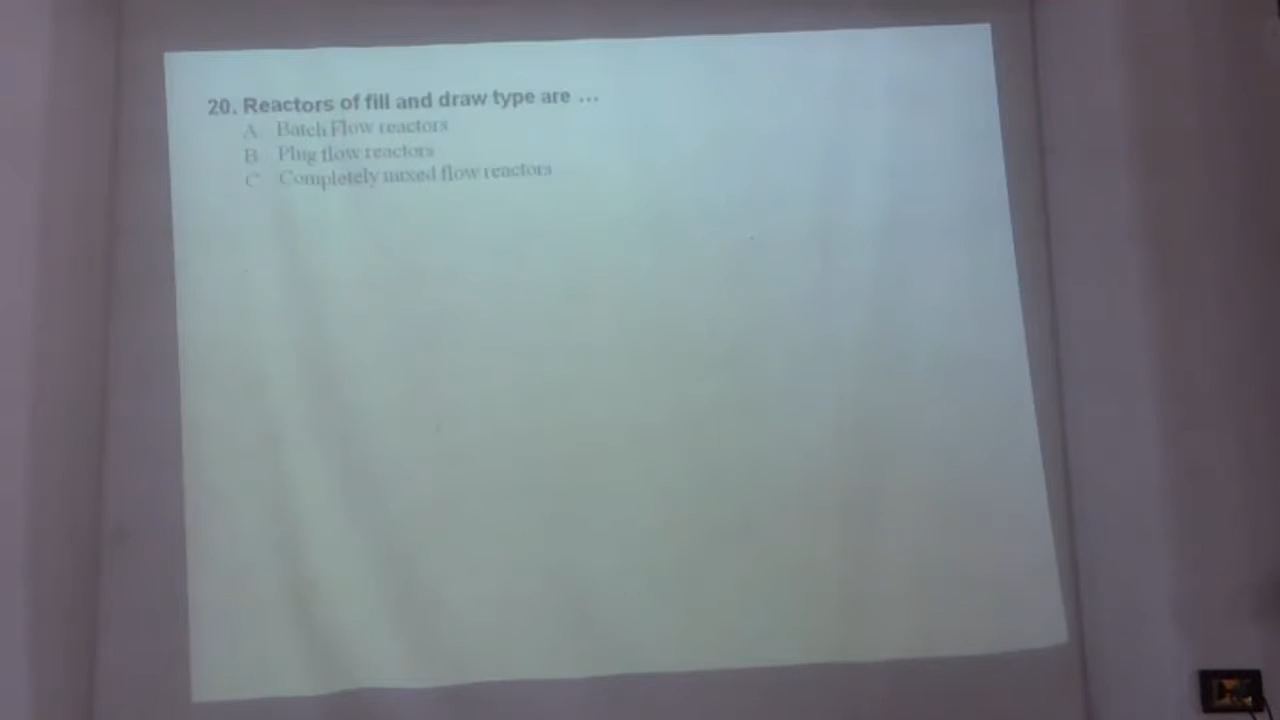 20. Reactors of fill and draw type are ...
A. Batch Flow reactors
B. Plug flow reactors
C. Completely mixed flow reactors